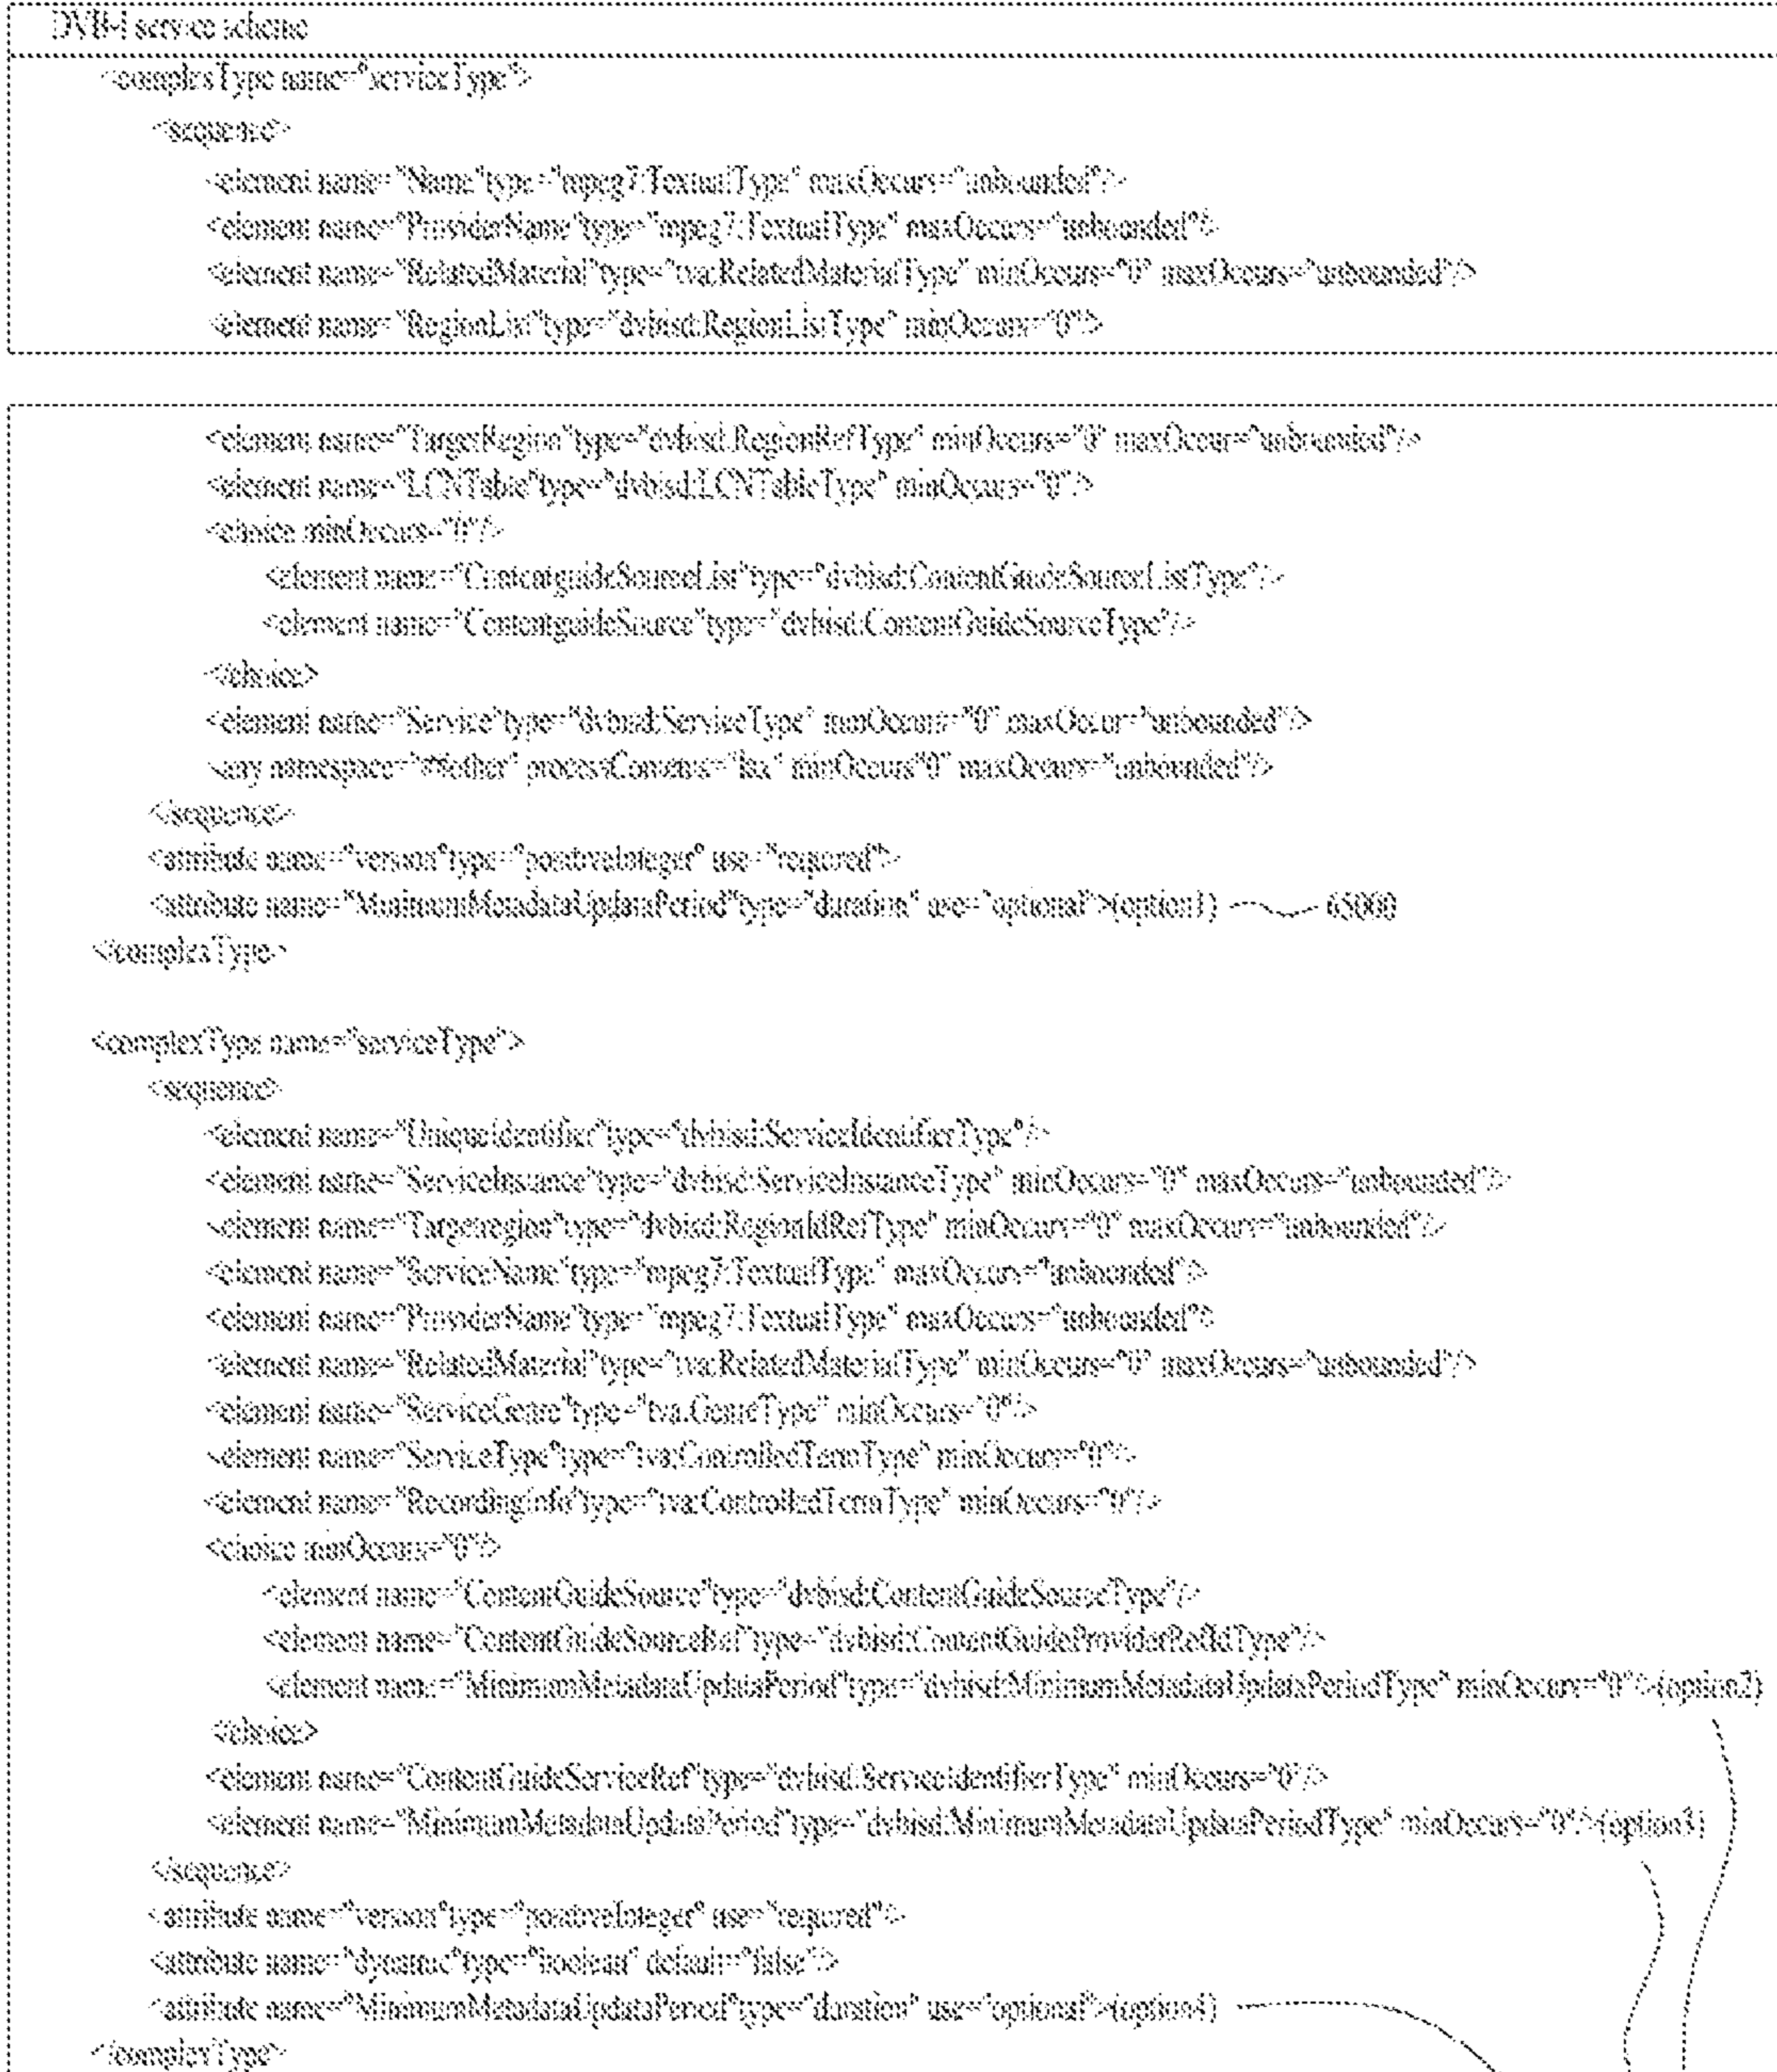 DVB-I service scheme
<complexType name="serviceType">
<sequence>
<element name="Name"type="mpeg7:TextualType" maxOccurs="unbounded"/>
<element name="ProviderName"type="mpeg7:TextualType" maxOccurs="unbounded"/>
<element name="RelatedMaterial"type="tva:RelatedMaterialType" minOccurs="0" maxOccurs="unbounded"/>
<element name="RegionList"type="dvbisd:RegionListType" minOccurs="0"/>
<element name="TargetRegion"type="dvbisd:RegionRefType" minOccurs="0" maxOccur="unbounded"/>
<element name="LCNTable"type="dvbisd:LCNTableType" minOccurs="0"/>
<choice minOccurs="0"/>
<element name="ContentguideSourceList"type="dvbisd:ContentGuideSourceListType"/>
<element name="ContentguideSource"type="dvbisd:ContentGuideSourceType"/>
</choice>
<element name="Service"type="dvbisd:ServiceType" minOccurs="0" maxOccur="unbounded"/>
<any namespace="##other" processContents="lax" minOccurs"0" maxOccurs="unbounded"/>
</sequence>
<attribute name="version"type="positiveInteger" use="required"/>
<attribute name="MinimumMetadataUpdataPeriod"type="duration" use="optional">(option1) 65000
</complexType>
<complexType name="serviceType">
<sequence>
<element name="UniqueIdentifier"type="dvbisd:ServiceIdentifierType"/>
<element name="ServiceInstance"type="dvbisd:ServiceInstanceType" minOccurs="0" maxOccurs="unbounded"/>
<element name="Targetregion"type="dvbisd:RegionIdRefType" minOccurs="0" maxOccurs="unbounded"/>
<element name="ServiceName"type="mpeg7:TextualType" maxOccurs="unbounded"/>
<element name="ProviderName"type="mpeg7:TextualType" maxOccurs="unbounded"/>
<element name="RelatedMaterial"type="tva:RelatedMaterialType" minOccurs="0" maxOccurs="unbounded"/>
<element name="ServiceGenre"type="tva:GenreType" minOccurs="0"/>
<element name="ServiceType"type="tva:ControlledTermType" minOccurs="0"/>
<element name="RecordingInfo"type="tva:ControlledTermType" minOccurs="0"/>
<choice minOccurs="0"/>
<element name="ContentGuideSource"type="dvbisd:ContentGuideSourceType"/>
<element name="ContentGuideSourceRef"type="dvbisd:ContentGuideProviderRefIdType"/>
<element name="MinimumMetadataUpdataPeriod"type="dvbisd:MinimumMetadataUpdataPeriodType" minOccurs="0"/>(option2)
</choice>
<element name="ContentGuideServiceRef"type="dvbisd:ServiceIdentifierType" minOccurs="0"/>
<element name="MinimumMetadataUpdataPeriod"type="dvbisd:MinimumMetadataUpdataPeriodType" minOccurs="0"/>(option3)
</sequence>
<attribute name="version"type="positiveInteger" use="required"/>
<attribute name="dynamic"type="boolean" default="false"/>
<attribute name="MinimumMetadataUpdataPeriod"type="duration" use="optional">(option4)
</complexType>